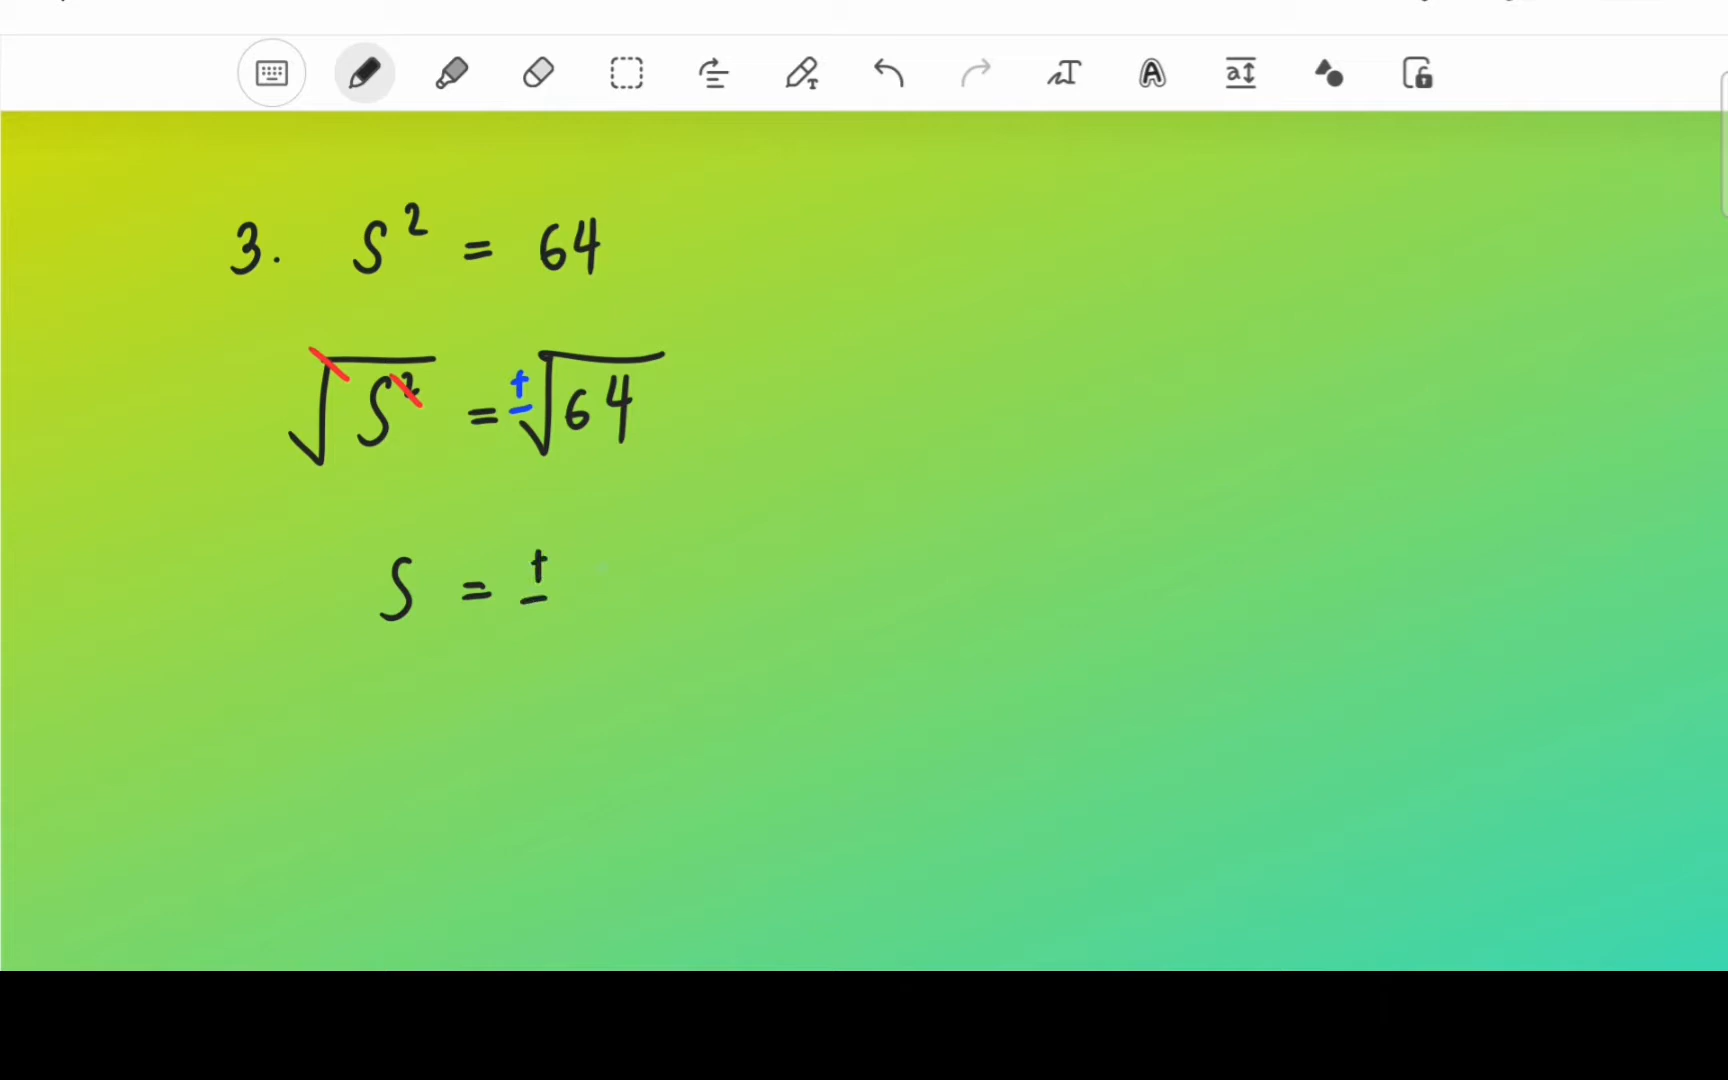 3. S² = 64
√S² = ±√64
S = ±